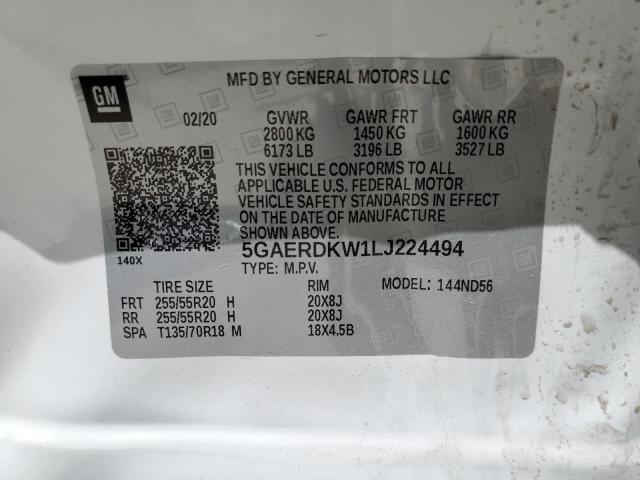 GM
MFD BY GENERAL MOTORS LLC
02/20 GVWR GAWR FRT GAWR RR
2800 KG 1450 KG 1600 KG
6173 LB 3196 LB 3527 LB
THIS VEHICLE CONFORMS TO ALL
APPLICABLE U.S. FEDERAL MOTOR
VEHICLE SAFETY STANDARDS IN EFFECT
ON THE DATE OF MANUFACTURE
SHOWN ABOVE.
5GAERDKW1LJ224494
140X
TYPE: M.P.V.
TIRE SIZE RIM MODEL: 144ND56
FRT 255/55R20 H 20X8J
RR 255/55R20 H 20X8J
SPA T135/70R18 M 18X4.5B